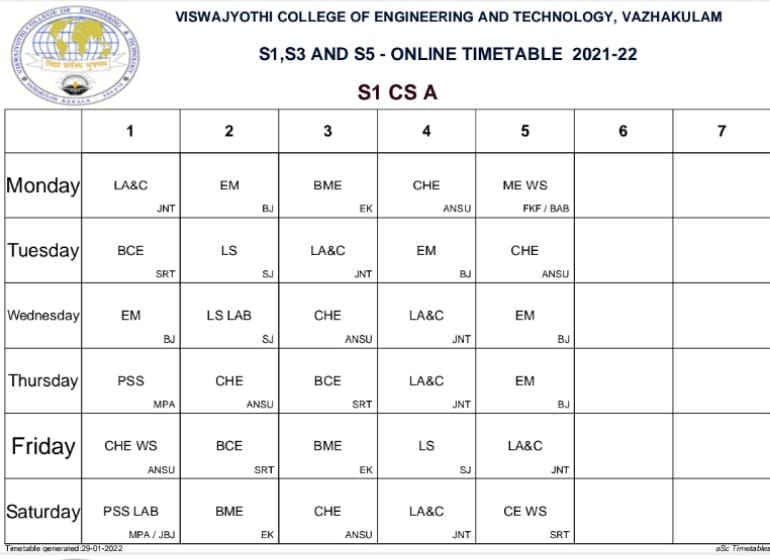 VISWAJYOTHI COLLEGE OF ENGINEERING AND TECHNOLOGY, VAZHAKULAM
S1,S3 AND S5 - ONLINE TIMETABLE 2021-22
S1 CS A
1 2 3 4 5 6 7
Monday LA&C EM BME CHE ME WS
JNT BJ EK ANSU FKF / BAB
Tuesday BCE LS LA&C EM CHE
SRT SJ JNT BJ ANSU
Wednesday EM LS LAB CHE LA&C EM
BJ SJ ANSU JNT BJ
Thursday PSS CHE BCE LA&C EM
MPA ANSU SRT JNT BJ
Friday CHE WS BCE BME LS LA&C
ANSU SRT EK SJ JNT
Saturday PSS LAB BME CHE LA&C CE WS
MPA / JBJ EK ANSU JNT SRT
Timetable generated:29-01-2022 aSc Timetables